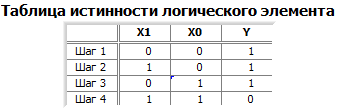 Таблица истинности логического элемента
X1 X0 Y
Шаг 1 0 0 1
Шаг 2 1 0 1
Шаг 3 0 1 1
Шаг 4 1 1 0